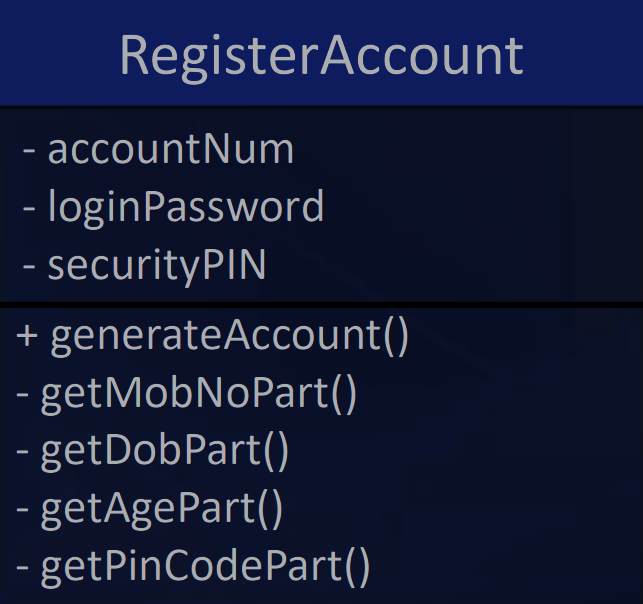 RegisterAccount
- accountNum
- loginPassword
- securityPIN
+ generateAccount()
- getMobNoPart()
- getDobPart()
- getAgePart()
- getPinCodePart()